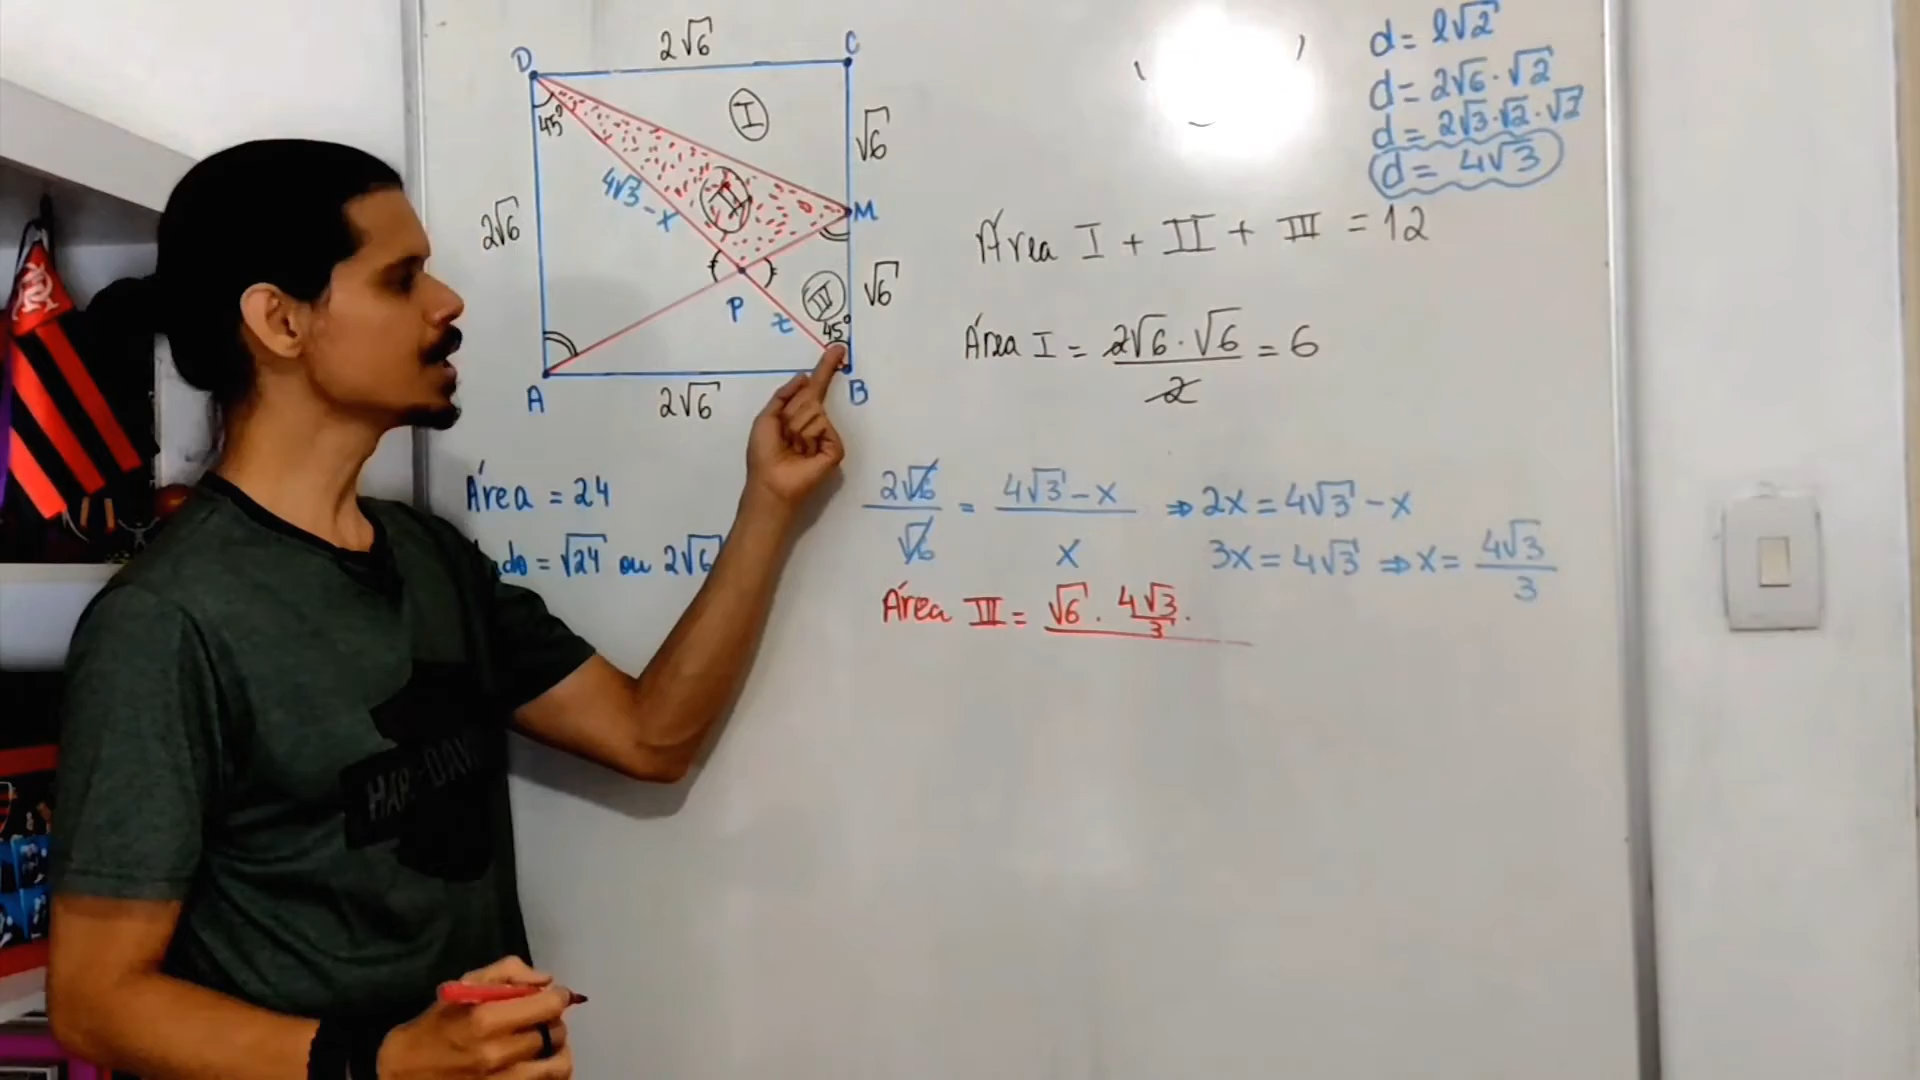 2√6
D
C
I
45°
√6
4√3 - x
II
M
2√6
P
x
III
45°
√6
A
2√6
B
d = l√2
d = 2√6 · √2
d = 2√3·√2·√2
d = 4√3
Área I + II + III = 12
Área I = 2√6 · √6 / 2 = 6
Área = 24
= √24 ou 2√6
2√6 / √6 = 4√3 - x / x ⇒ 2x = 4√3 - x
3x = 4√3 ⇒ x = 4√3 / 3
Área III = √6 · 4√3 / 3 ·